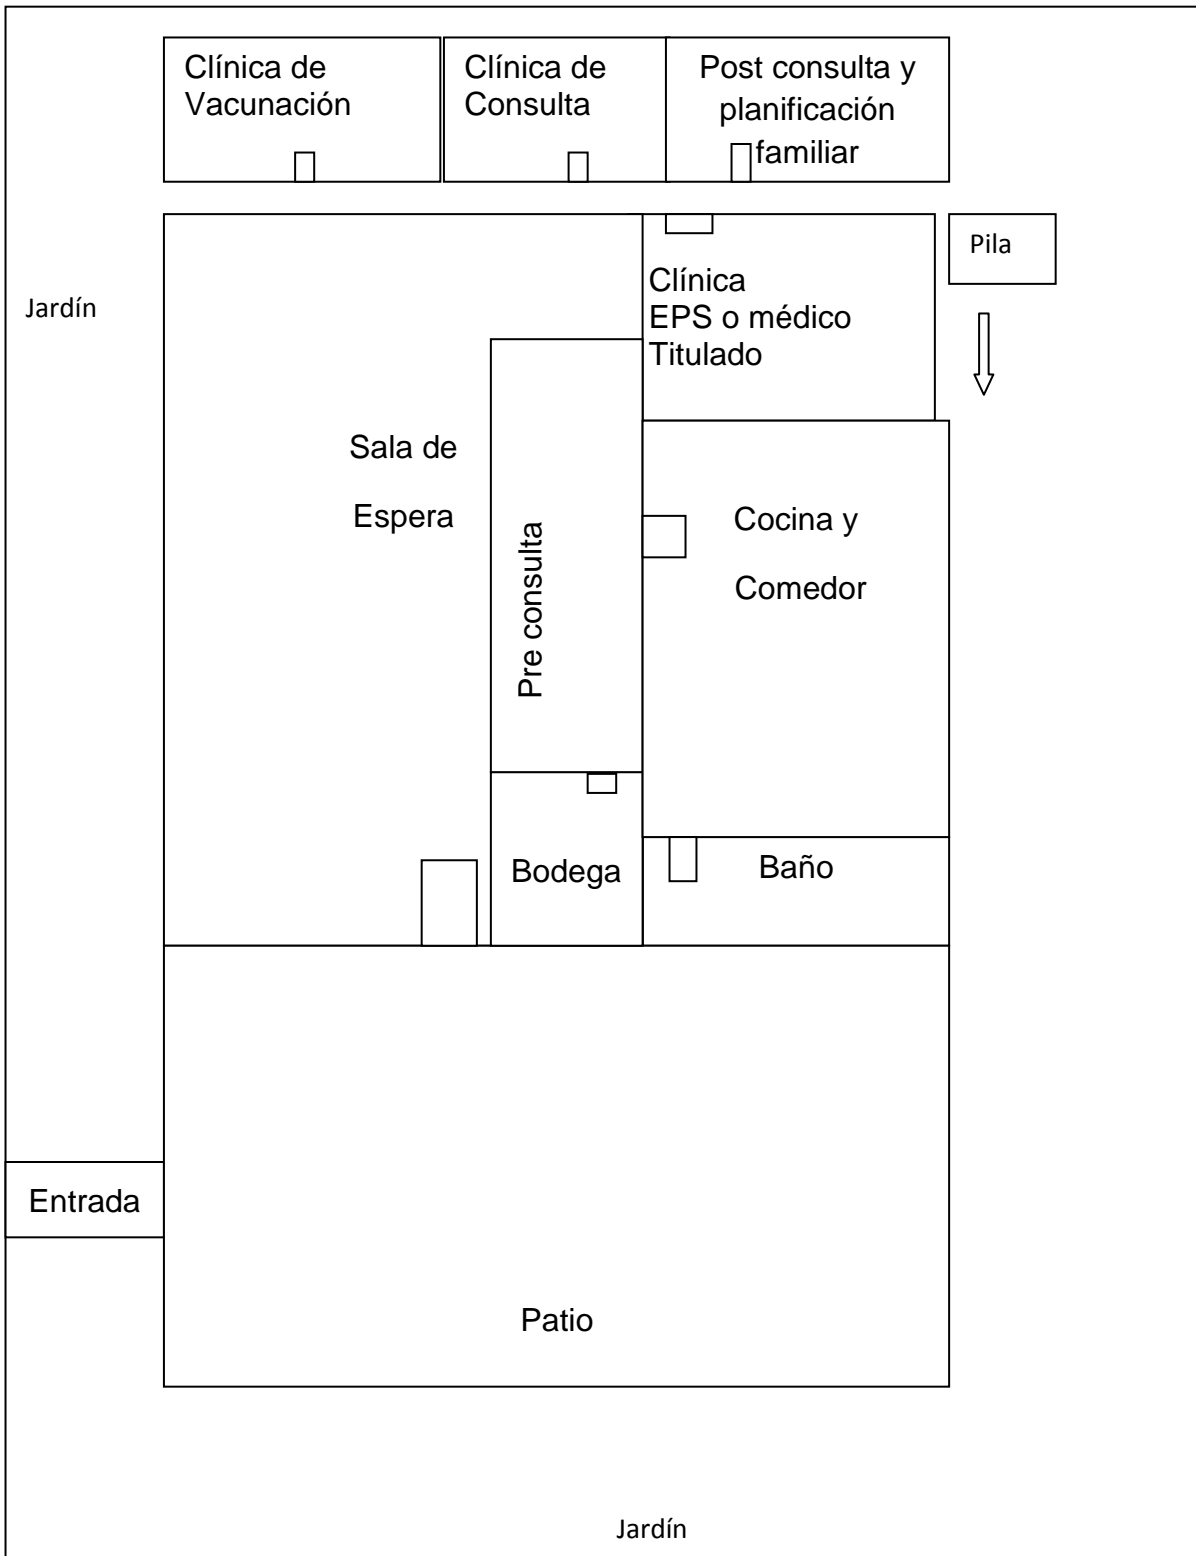 Clínica de
Vacunación
Clínica de
Consulta
Post consulta y
planificación
familiar
Pila
Jardín
Clínica
EPS o médico
Titulado
Sala de
Espera
Pre consulta
Cocina y
Comedor
Bodega
Baño
Entrada
Patio
Jardín